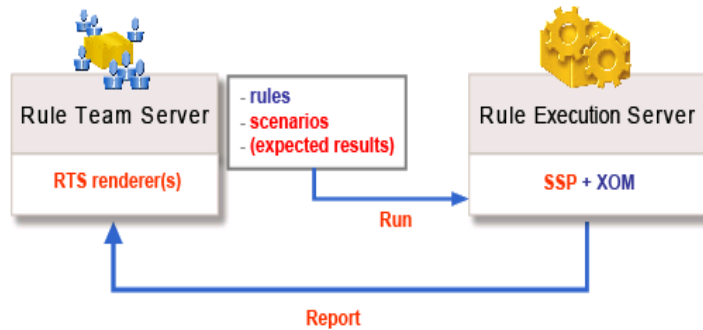 Rule Team Server
RTS renderer(s)
- rules
- scenarios
- (expected results)
Run
Rule Execution Server
SSP + XOM
Report